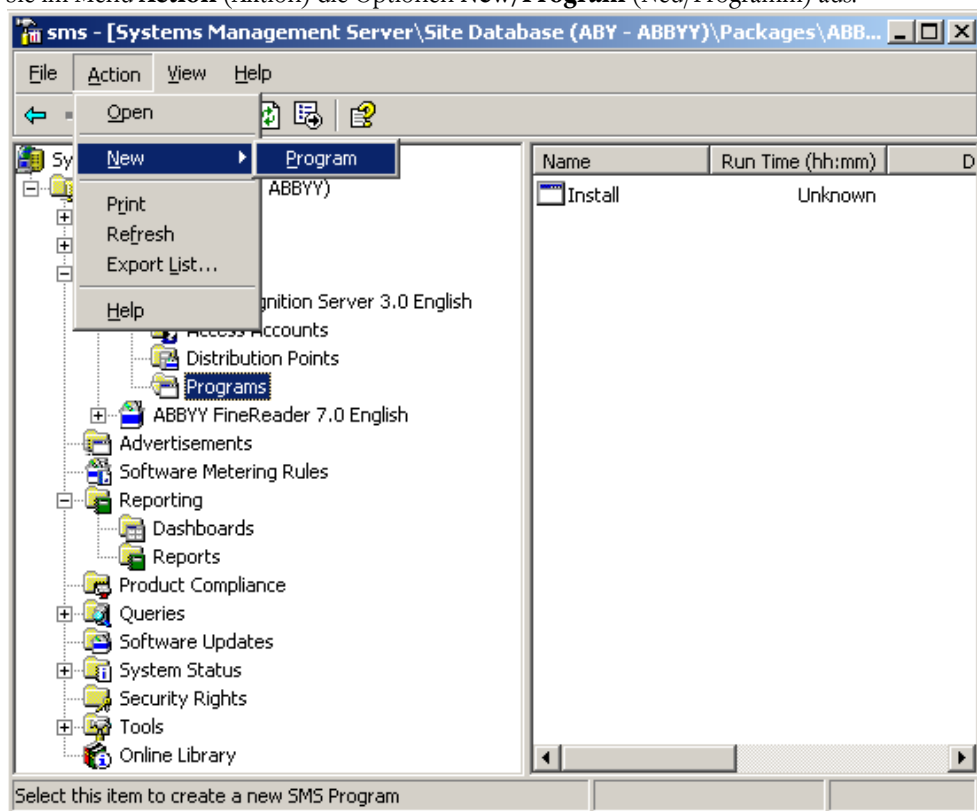 Sie im Menü Action (Aktion) die Optionen New/Program (Neu/Programm) aus.
sms - [Systems Management Server\Site Database (ABY - ABBYY)\Packages\ABB...
File Action View Help
Open
New
Program
Print
Refresh
Export List...
Help
Sy
ABBYY)
gnition Server 3.0 English
Access Accounts
Distribution Points
Programs
ABBYY FineReader 7.0 English
Advertisements
Software Metering Rules
Reporting
Dashboards
Reports
Product Compliance
Queries
Software Updates
System Status
Security Rights
Tools
Online Library
Name Run Time (hh:mm) D
Install Unknown
Select this item to create a new SMS Program